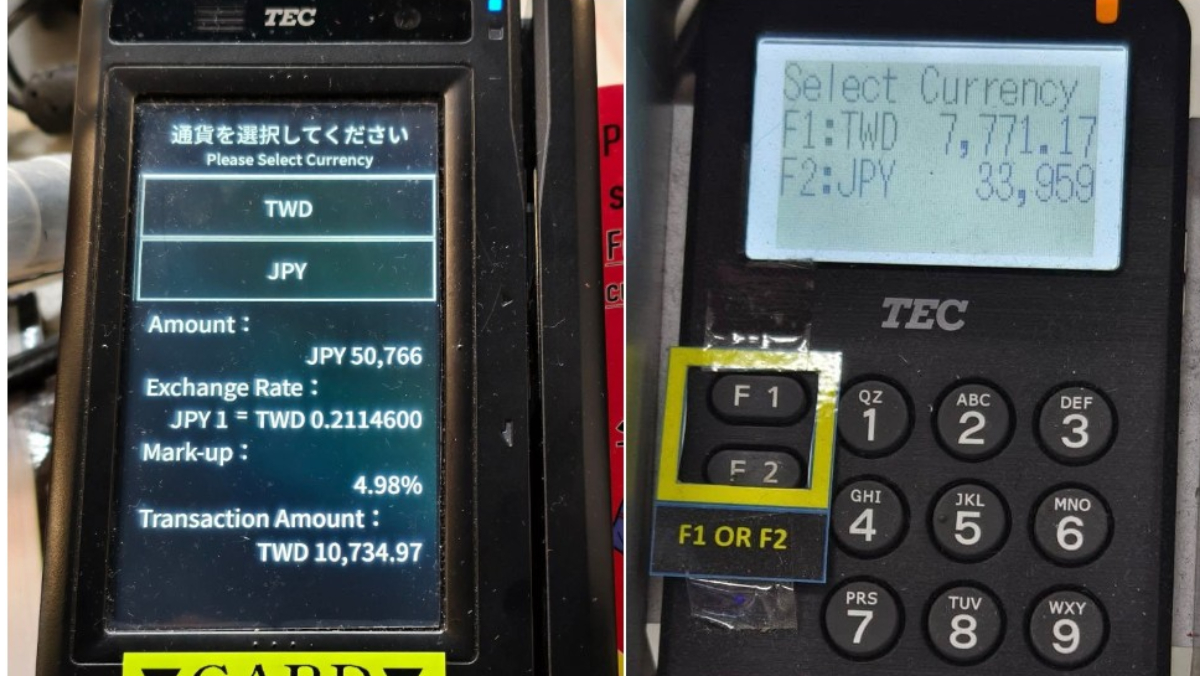 TEC
通貨を選択してください
Please Select Currency
TWD
JPY
Amount：
JPY 50,766
Exchange Rate：
JPY 1 = TWD 0.2114600
Mark-up：
4.98%
Transaction Amount：
TWD 10,734.97
▼CARD▼
Select Currency
F1:TWD 7,771.17
F2:JPY 33,959
TEC
F 1
F 2
F1 OR F2
QZ ABC DEF
1 2 3
GHI JKL MNO
4 5 6
PRS TUV WXY
7 8 9